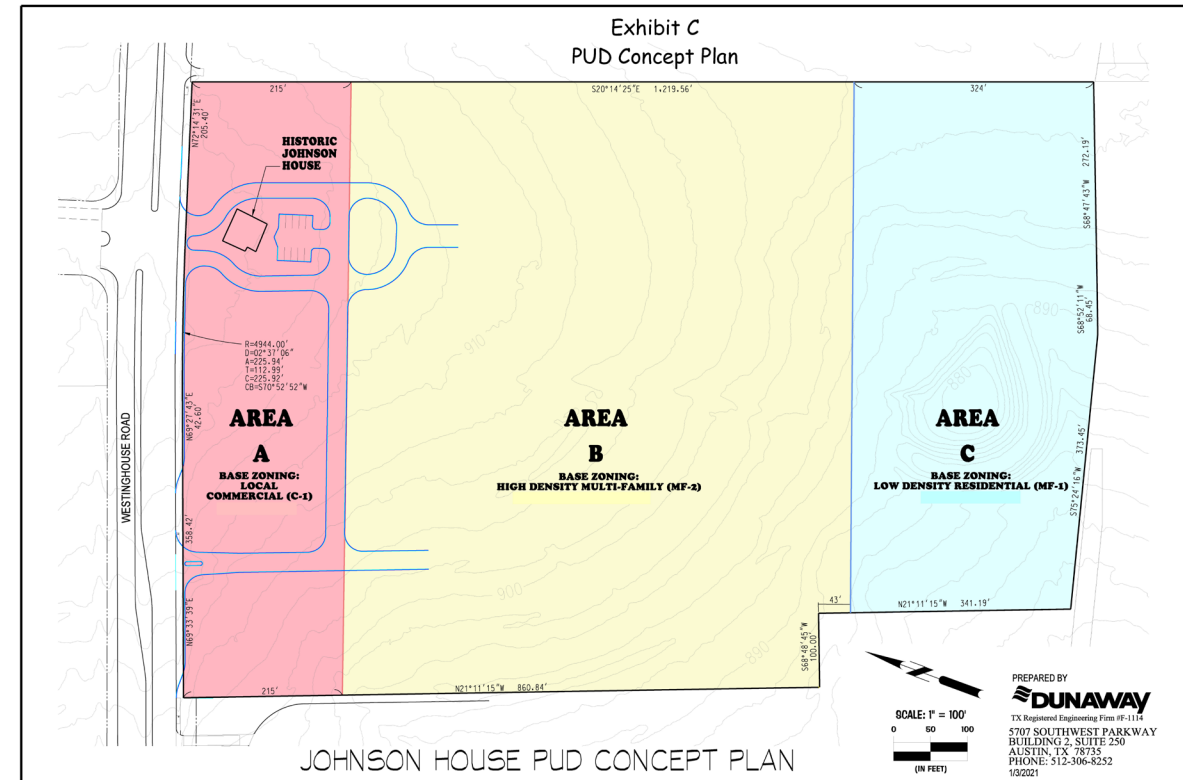 Exhibit C
PUD Concept Plan
215'
S20°14'25"E 1,219.56'
324'
N72°14'31"E
205.40'
HISTORIC
JOHNSON
HOUSE
S68°47'43"W 272.19'
S68°52'11"W
68.45'
890
910
880
R=4944.00'
D=02°37'06"
A=225.94'
T=112.99'
C=225.92'
CB=S70°52'52"W
N69°27'43"E
42.60'
WESTINGHOUSE ROAD
AREA
A
BASE ZONING:
LOCAL
COMMERCIAL (C-1)
AREA
B
BASE ZONING:
HIGH DENSITY MULTI-FAMILY (MF-2)
AREA
C
BASE ZONING:
LOW DENSITY RESIDENTIAL (MF-1)
S75°24'16"W 373.45'
358.42'
N69°33'39"E
900
43'
N21°11'15"W 341.19'
S68°48'45"W
100.00'
890
215'
N21°11'15"W 860.84'
SCALE: 1" = 100'
0 50 100
(IN FEET)
PREPARED BY
DUNAWAY
TX Registered Engineering Firm #F-1114
5707 SOUTHWEST PARKWAY
BUILDING 2, SUITE 250
AUSTIN, TX 78735
PHONE: 512-306-8252
1/3/2021
JOHNSON HOUSE PUD CONCEPT PLAN